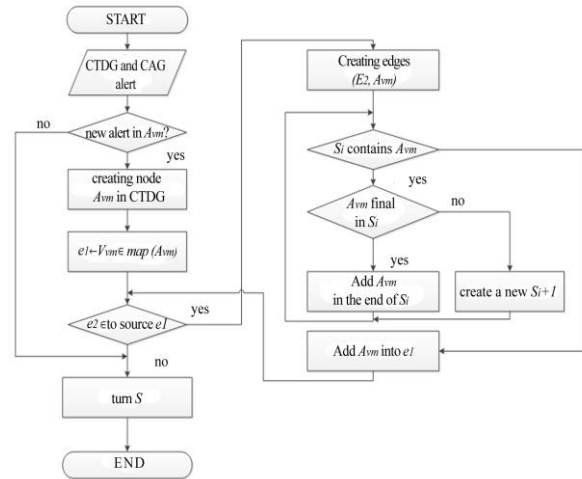 START
CTDG and CAG
alert
no
new alert in Avm?
yes
creating node
Avm in CTDG
e1←Vvm∈ map (Avm)
yes
e2 ∈to source e1
no
turn S
END
Creating edges
(E2, Avm)
Si contains Avm
yes
Avm final
in Si
no
yes
Add Avm
in the end of Si
create a new Si+1
Add Avm into e1